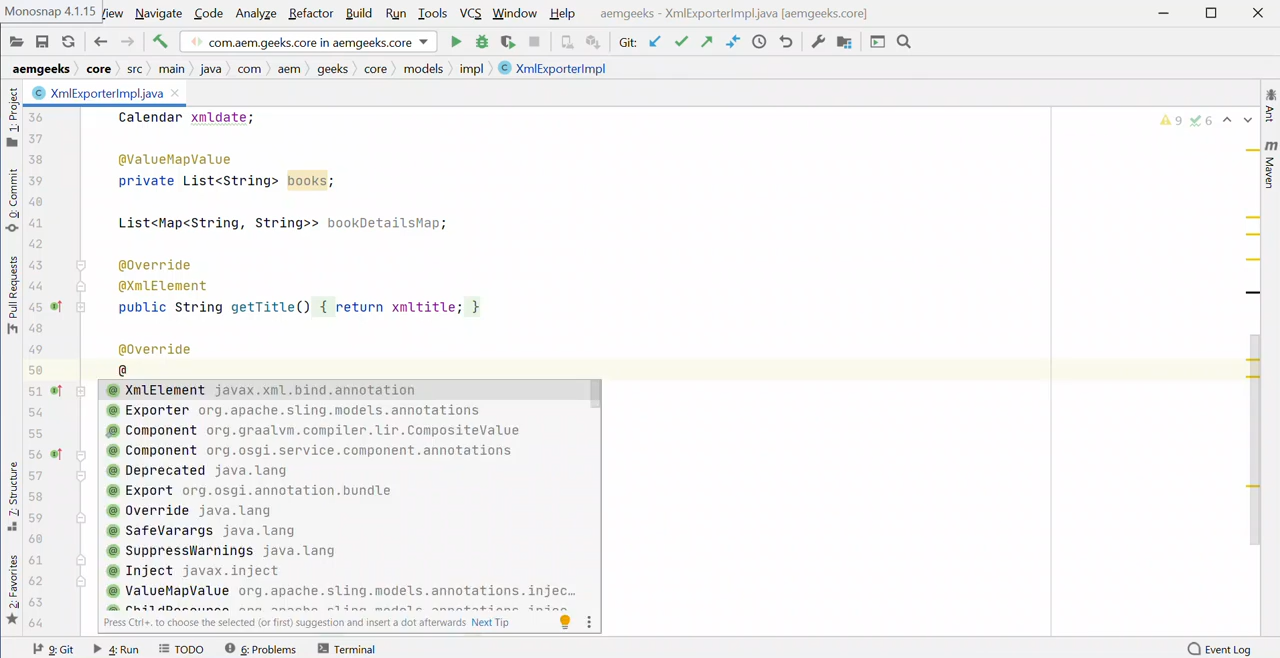 Monosnap 4.1.15 View Navigate Code Analyze Refactor Build Run Tools VCS Window Help aemgeeks - XmlExporterImpl.java [aemgeeks.core]
com.aem.geeks.core in aemgeeks.core Git:
aemgeeks core src main java com aem geeks core models impl XmlExporterImpl
XmlExporterImpl.java
1: Project
0: Commit
Pull Requests
7: Structure
2: Favorites
Ant
Maven
9 6
36 Calendar xmldate;
37
38 @ValueMapValue
39 private List<String> books;
40
41 List<Map<String, String>> bookDetailsMap;
42
43 @Override
44 @XmlElement
45 public String getTitle() { return xmltitle; }
48
49 @Override
50 @
51
54
55
56
57
58
59
60
61
62
63
64
XmlElement javax.xml.bind.annotation
Exporter org.apache.sling.models.annotations
Component org.graalvm.compiler.lir.CompositeValue
Component org.osgi.service.component.annotations
Deprecated java.lang
Export org.osgi.annotation.bundle
Override java.lang
SafeVarargs java.lang
SuppressWarnings java.lang
Inject javax.inject
ValueMapValue org.apache.sling.models.annotations.injec…
ChildResource org.apache.sling.models.annotations.injec…
Press Ctrl+. to choose the selected (or first) suggestion and insert a dot afterwards Next Tip
9: Git 4: Run TODO 6: Problems Terminal Event Log